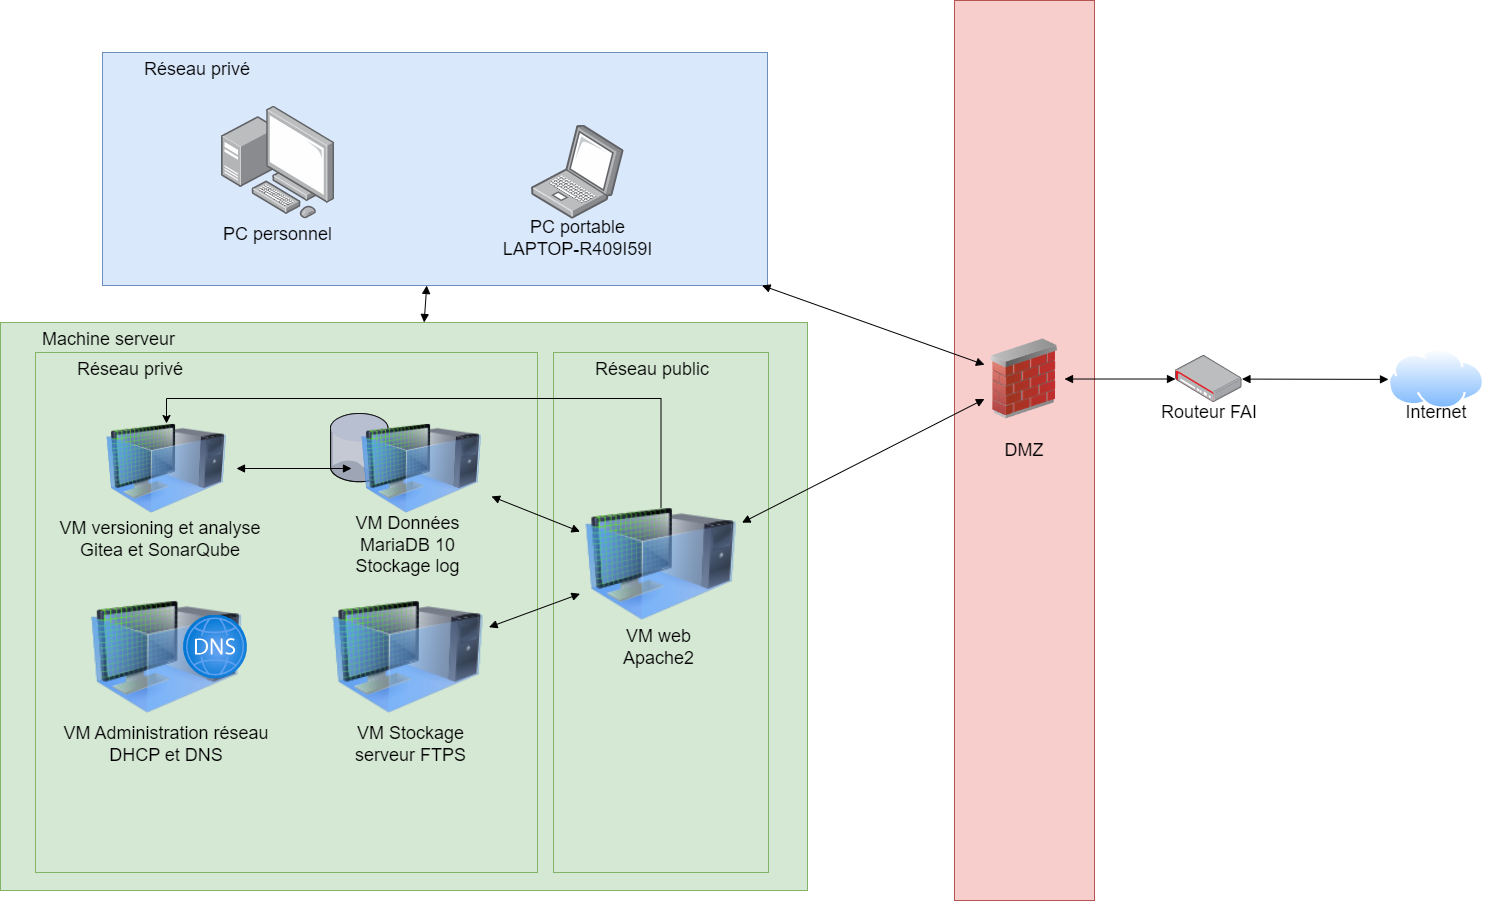 Réseau privé
PC personnel
PC portable
LAPTOP-R409I59I
Machine serveur
Réseau privé
Réseau public
VM versioning et analyse
Gitea et SonarQube
VM Données
MariaDB 10
Stockage log
DNS
VM Administration réseau
DHCP et DNS
VM Stockage
serveur FTPS
VM web
Apache2
DMZ
Routeur FAI
Internet